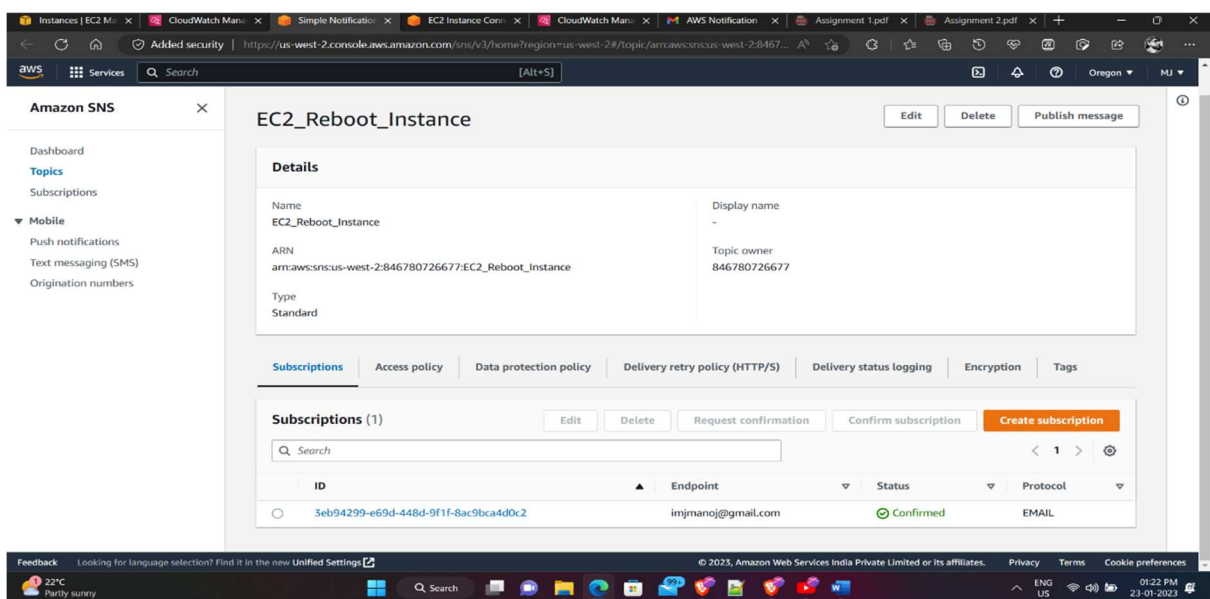 Instances | EC2 Ma
CloudWatch Mana
Simple Notification
EC2 Instance Conn
CloudWatch Mana
AWS Notification
Assignment 1.pdf
Assignment 2.pdf
Added security
https://us-west-2.console.aws.amazon.com/sns/v3/home?region=us-west-2#/topic/arn:aws:sns:us-west-2:8467...
aws
Services
Search
[Alt+S]
Oregon
MJ
Amazon SNS
Dashboard
Topics
Subscriptions
Mobile
Push notifications
Text messaging (SMS)
Origination numbers
EC2_Reboot_Instance
Edit
Delete
Publish message
Details
Name
EC2_Reboot_Instance
Display name
-
ARN
arn:aws:sns:us-west-2:846780726677:EC2_Reboot_Instance
Topic owner
846780726677
Type
Standard
Subscriptions
Access policy
Data protection policy
Delivery retry policy (HTTP/S)
Delivery status logging
Encryption
Tags
Subscriptions (1)
Edit
Delete
Request confirmation
Confirm subscription
Create subscription
Search
1
ID
Endpoint
Status
Protocol
3eb94299-e69d-448d-9f1f-8ac9bca4d0c2
imjmanoj@gmail.com
Confirmed
EMAIL
Feedback
Looking for language selection? Find it in the new Unified Settings
© 2023, Amazon Web Services India Private Limited or its affiliates.
Privacy
Terms
Cookie preferences
22°C
Partly sunny
Search
99+
ENG
US
01:22 PM
23-01-2023